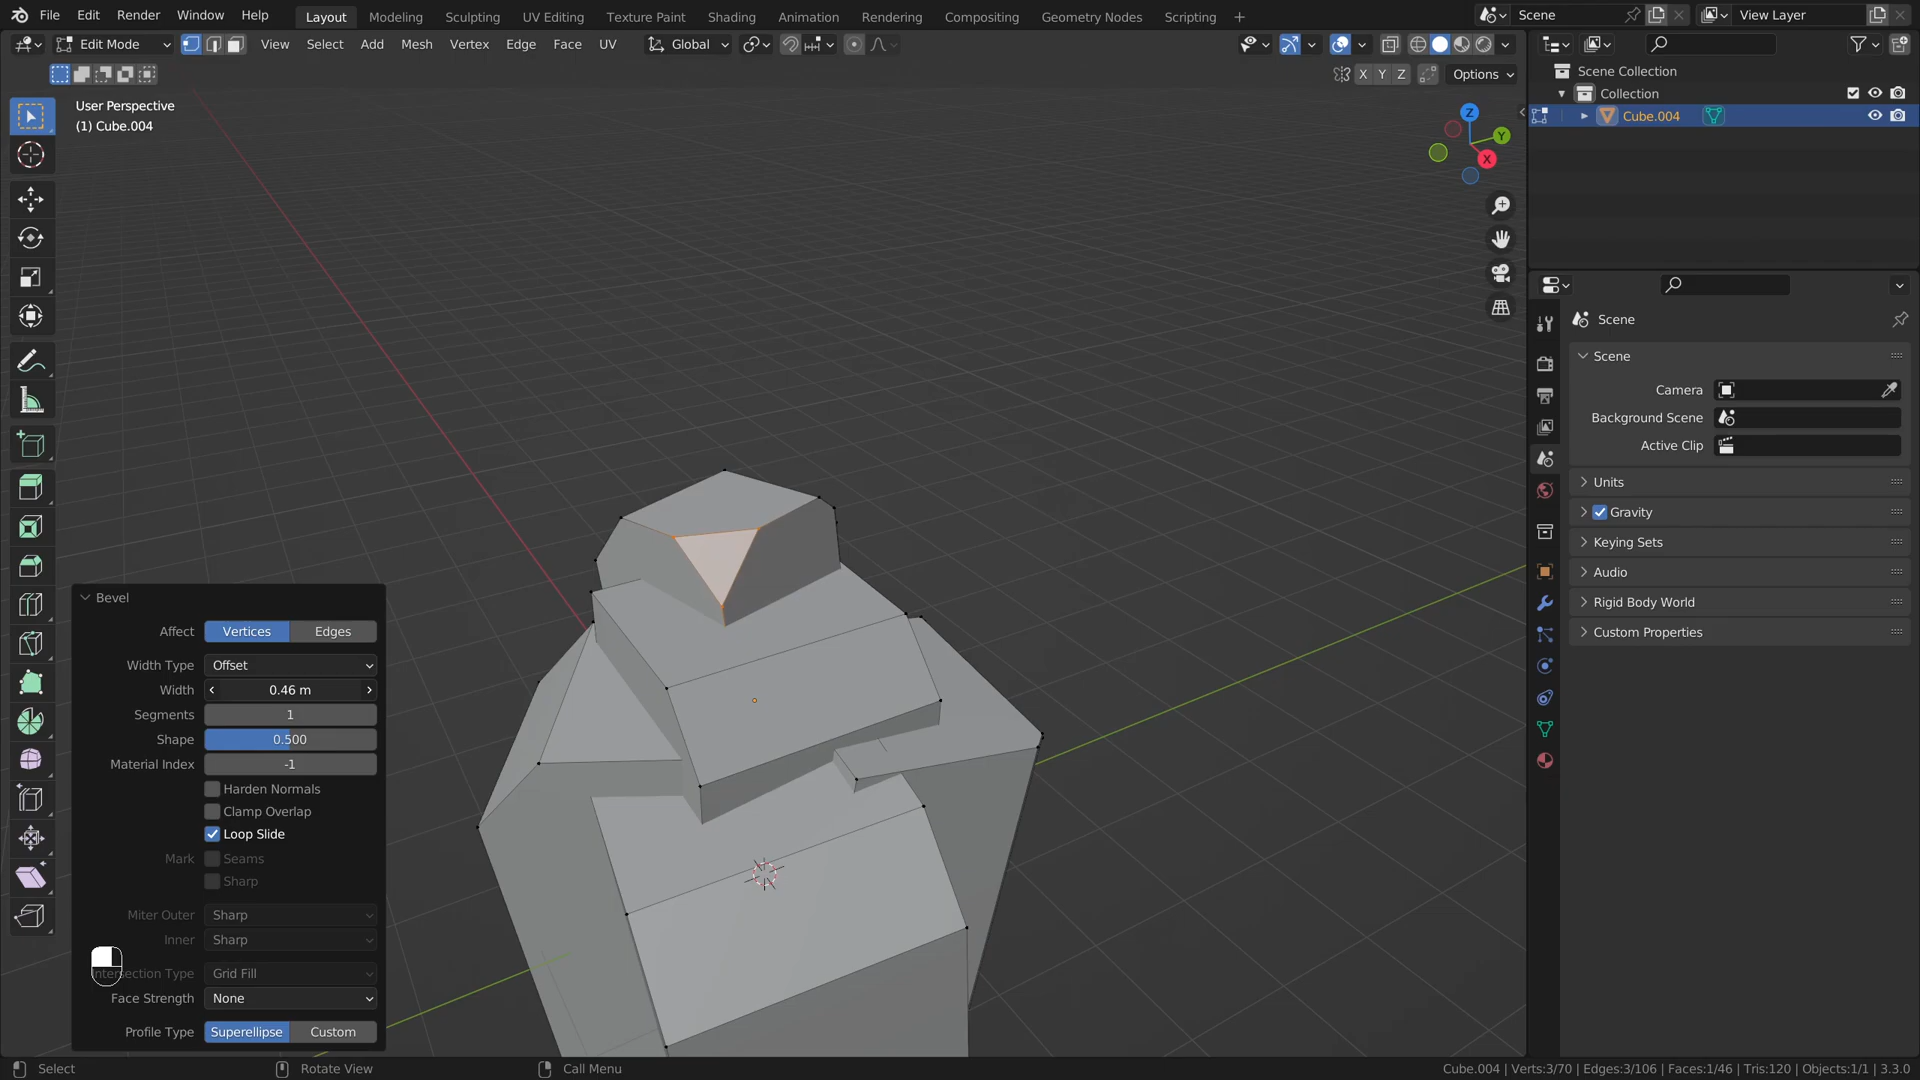 File Edit Render Window Help Layout Modeling Sculpting UV Editing Texture Paint Shading Animation Rendering Compositing Geometry Nodes Scripting + Scene View Layer
Edit Mode View Select Add Mesh Vertex Edge Face UV Global
X Y Z Options
User Perspective
(1) Cube.004
Z
Y
X
Scene Collection
Collection
Cube.004
Scene
Scene
Camera
Background Scene
Active Clip
Units
Gravity
Keying Sets
Audio
Rigid Body World
Custom Properties
Bevel
Affect Vertices Edges
Width Type Offset
Width 0.46 m
Segments 1
Shape 0.500
Material Index -1
Harden Normals
Clamp Overlap
Loop Slide
Mark Seams
Sharp
Miter Outer Sharp
Inner Sharp
ntersection Type Grid Fill
Face Strength None
Profile Type Superellipse Custom
Select Rotate View Call Menu Cube.004 | Verts:3/70 | Edges:3/106 | Faces:1/46 | Tris:120 | Objects:1/1 | 3.3.0